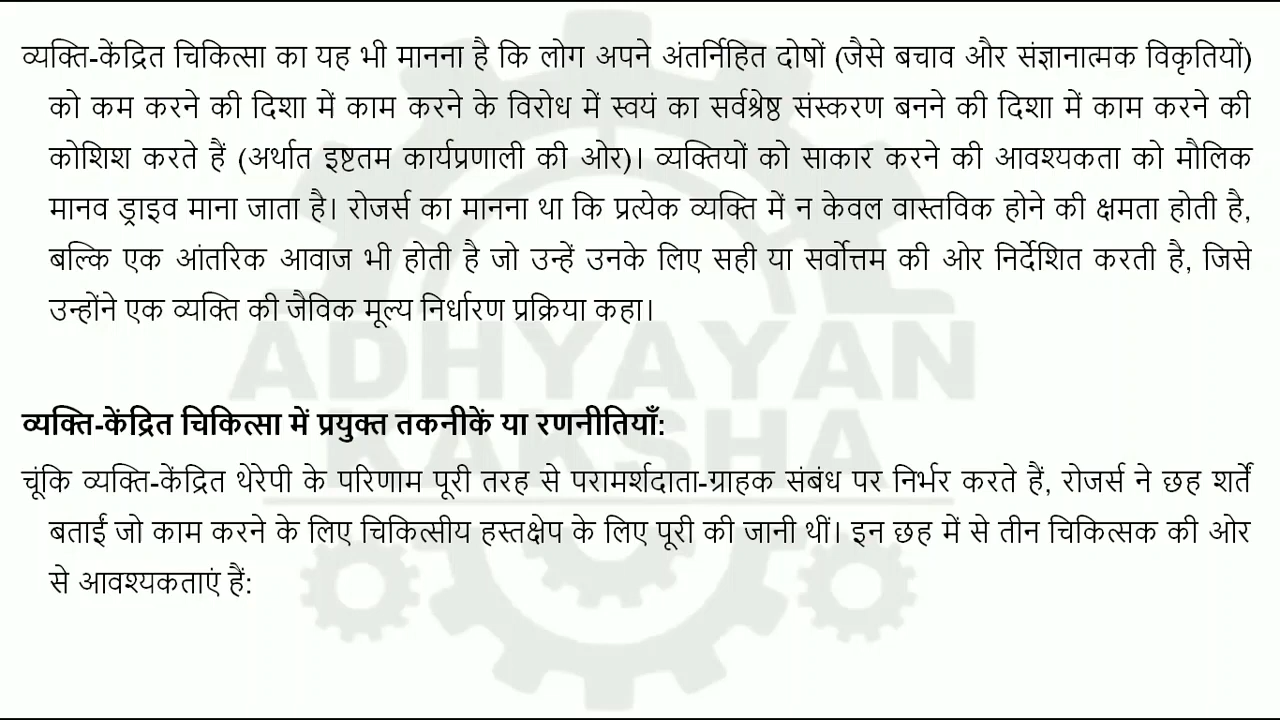 व्यक्ति-केंद्रित चिकित्सा का यह भी मानना है कि लोग अपने अंतर्निहित दोषों (जैसे बचाव और संज्ञानात्मक विकृतियों)
को कम करने की दिशा में काम करने के विरोध में स्वयं का सर्वश्रेष्ठ संस्करण बनने की दिशा में काम करने की
कोशिश करते हैं (अर्थात इष्टतम कार्यप्रणाली की ओर)। व्यक्तियों को साकार करने की आवश्यकता को मौलिक
मानव ड्राइव माना जाता है। रोजर्स का मानना था कि प्रत्येक व्यक्ति में न केवल वास्तविक होने की क्षमता होती है,
बल्कि एक आंतरिक आवाज भी होती है जो उन्हें उनके लिए सही या सर्वोत्तम की ओर निर्देशित करती है, जिसे
उन्होंने एक व्यक्ति की जैविक मूल्य निर्धारण प्रक्रिया कहा।
ADHYAYAN
KAKSHA
व्यक्ति-केंद्रित चिकित्सा में प्रयुक्त तकनीकें या रणनीतियाँ:
चूंकि व्यक्ति-केंद्रित थेरेपी के परिणाम पूरी तरह से परामर्शदाता-ग्राहक संबंध पर निर्भर करते हैं, रोजर्स ने छह शर्तें
बताईं जो काम करने के लिए चिकित्सीय हस्तक्षेप के लिए पूरी की जानी थीं। इन छह में से तीन चिकित्सक की ओर
से आवश्यकताएं हैं: